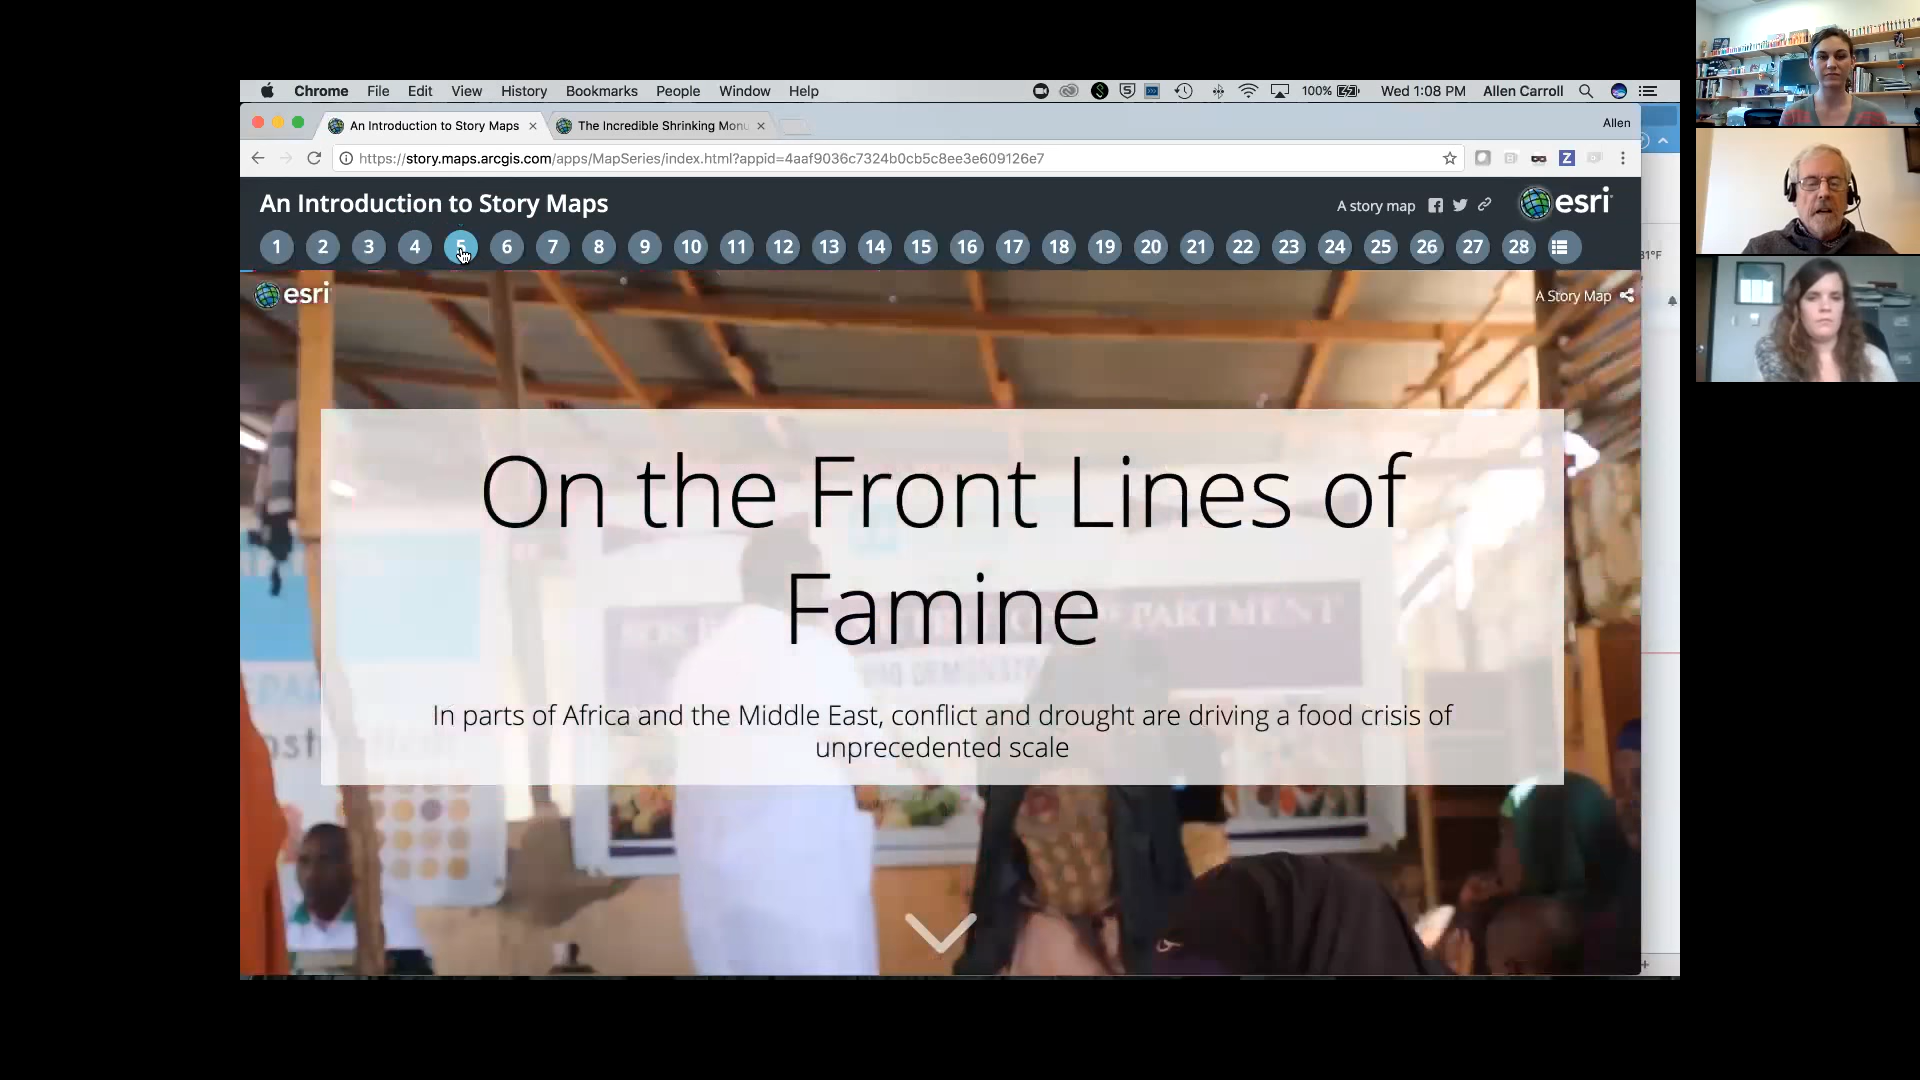 Chrome File Edit View History Bookmarks People Window Help 100% Wed 1:08 PM Allen Carroll
An Introduction to Story Maps The Incredible Shrinking Monu Allen
https://story.maps.arcgis.com/apps/MapSeries/index.html?appid=4aaf9036c7324b0cb5c8ee3e609126e7
An Introduction to Story Maps A story map esri
1 2 3 4 5 6 7 8 9 10 11 12 13 14 15 16 17 18 19 20 21 22 23 24 25 26 27 28
esri A Story Map
On the Front Lines of
Famine
In parts of Africa and the Middle East, conflict and drought are driving a food crisis of
unprecedented scale